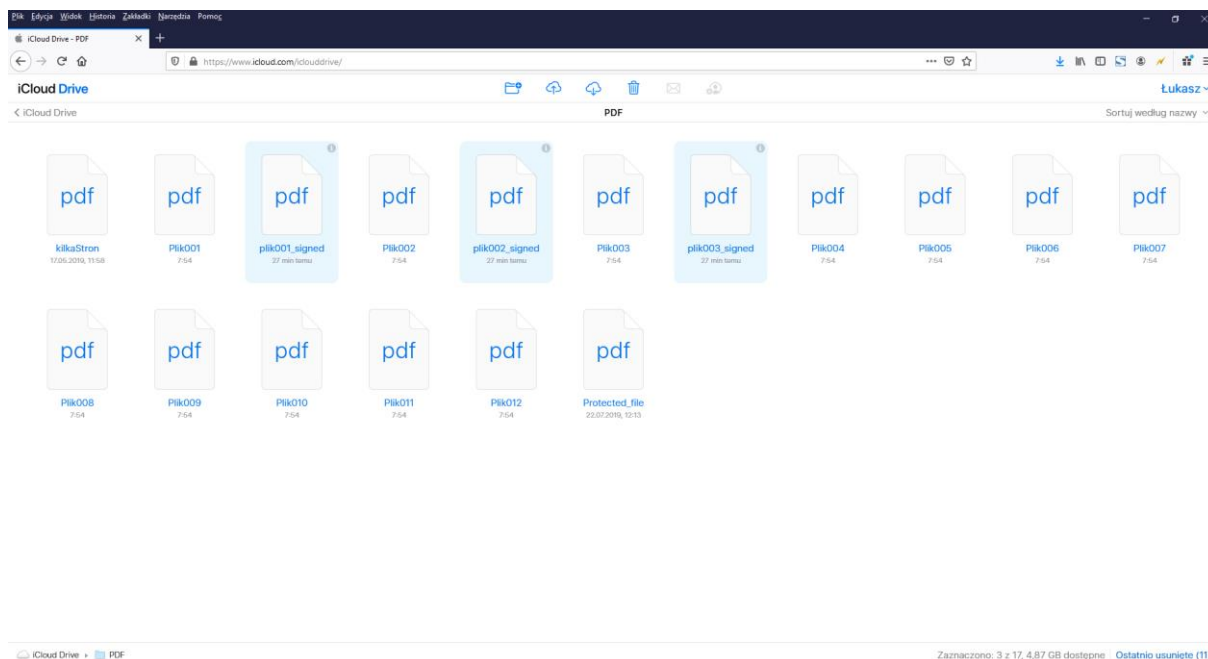 Plik Edycja Widok Historia Zakładki Narzędzia Pomoc
iCloud Drive - PDF
https://www.icloud.com/iclouddrive/
iCloud Drive
Łukasz
iCloud Drive
PDF
Sortuj według nazwy
pdf pdf pdf pdf pdf pdf pdf pdf pdf pdf pdf
kilkaStron Plik001 plik001_signed Plik002 plik002_signed Plik003 plik003_signed Plik004 Plik005 Plik006 Plik007
17.05.2019, 11:58 7:54 27 min temu 7:54 27 min temu 7:54 27 min temu 7:54 7:54 7:54 7:54
pdf pdf pdf pdf pdf pdf
Plik008 Plik009 Plik010 Plik011 Plik012 Protected_file
7:54 7:54 7:54 7:54 7:54 22.07.2019, 12:13
iCloud Drive PDF
Zaznaczono: 3 z 17, 4,87 GB dostępne Ostatnio usunięte (11